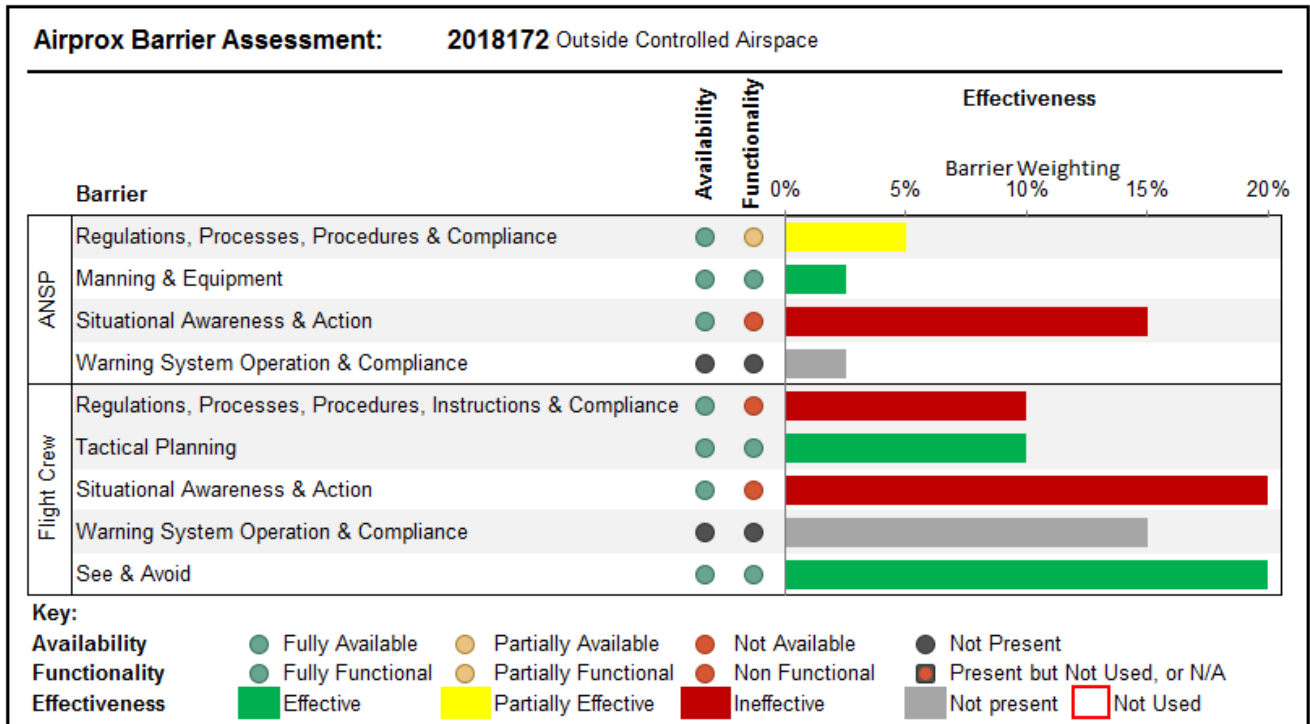 Airprox Barrier Assessment: 2018172 Outside Controlled Airspace
Availability
Functionality
Effectiveness
Barrier Weighting
Barrier
0% 5% 10% 15% 20%
ANSP
Regulations, Processes, Procedures & Compliance
Manning & Equipment
Situational Awareness & Action
Warning System Operation & Compliance
Flight Crew
Regulations, Processes, Procedures, Instructions & Compliance
Tactical Planning
Situational Awareness & Action
Warning System Operation & Compliance
See & Avoid
Key:
Availability Fully Available Partially Available Not Available Not Present
Functionality Fully Functional Partially Functional Non Functional Present but Not Used, or N/A
Effectiveness Effective Partially Effective Ineffective Not present Not Used